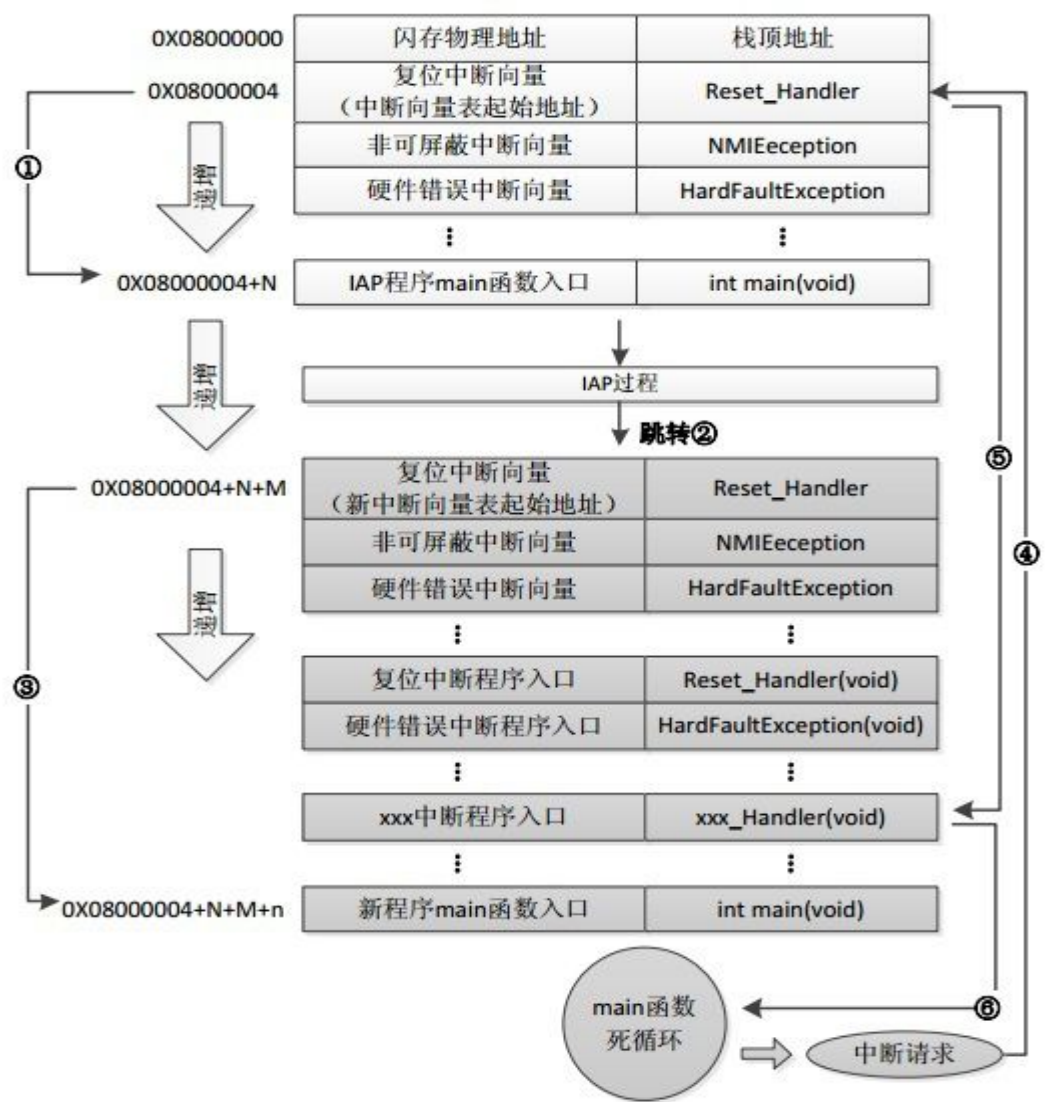 0X08000000 闪存物理地址 栈顶地址
0X08000004 复位中断向量 Reset_Handler
（中断向量表起始地址）
①
递增
非可屏蔽中断向量 NMIEeception
硬件错误中断向量 HardFaultException
⋮ ⋮
0X08000004+N IAP程序main函数入口 int main(void)
递增
IAP过程
跳转②
⑤
0X08000004+N+M 复位中断向量 Reset_Handler
（新中断向量表起始地址）
非可屏蔽中断向量 NMIEeception
④
递增
硬件错误中断向量 HardFaultException
⋮ ⋮
③
复位中断程序入口 Reset_Handler(void)
硬件错误中断程序入口 HardFaultException(void)
⋮ ⋮
xxx中断程序入口 xxx_Handler(void)
⋮ ⋮
0X08000004+N+M+n 新程序main函数入口 int main(void)
⑥
main函数
死循环
中断请求